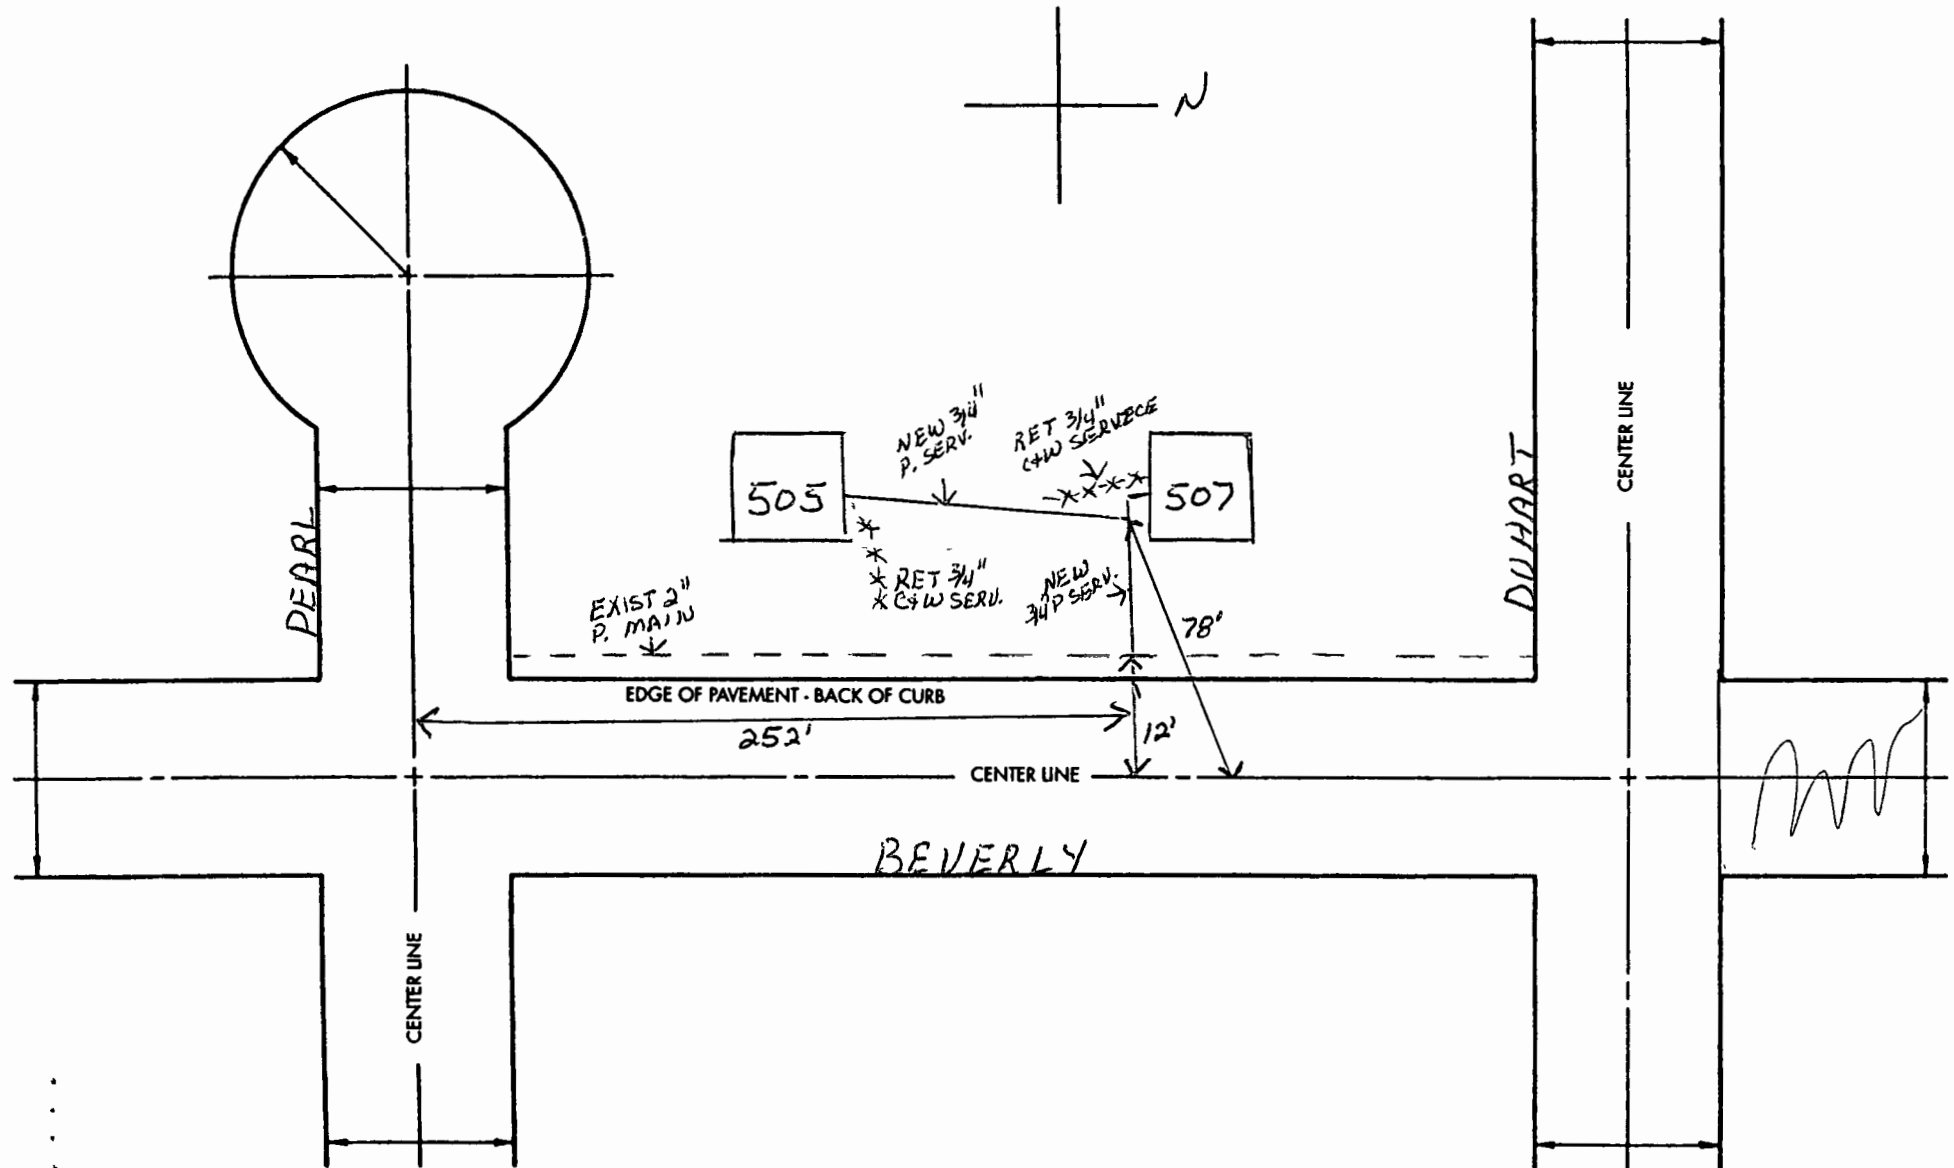 N
NEW 3/4"
P. SERV.
RET 3/4"
C&W SERVECE
505
507
PEARL
DUHART
CENTER LINE
EXIST 2"
P. MAIN
RET 3/4"
C&W SERV.
NEW
3/4 P SERV.
78'
EDGE OF PAVEMENT - BACK OF CURB
252'
12'
CENTER LINE
BEVERLY
CENTER LINE